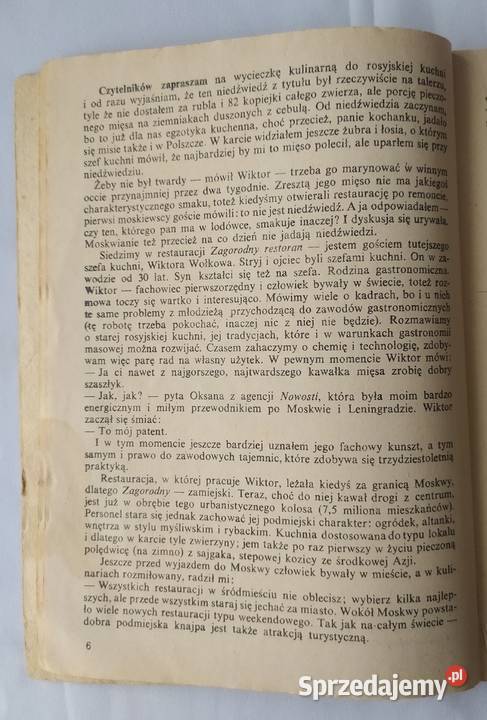 Czytelników zapraszam na wycieczkę kulinarną do rosyjskiej kuchni
i od razu wyjaśniam, że ten niedźwiedź z tytułu był rzeczywiście na talerzu,
tyle że nie dostałem za rubla i 82 kopiejki całego zwierza, ale porcję pieczo-
nego mięsa na ziemniakach duszonych z cebulą. Od niedźwiedzia zaczynam,
bo to już dla nas egzotyka kuchenna, choć przecież, panie kochanku, jadało
się misie także i w Polszcze. W karcie widziałem jeszcze żubra i łosia, o którym
szef kuchni mówił, że najbardziej by mi to mięso polecił, ale uparłem się przy
niedźwiedziu.
Żeby nie był twardy — mówił Wiktor — trzeba go marynować w winnym
occie przynajmniej przez dwa tygodnie. Zresztą jego mięso nie ma jakiegoś
charakterystycznego smaku, toteż kiedyśmy otwierali restaurację po remoncie,
pierwsi moskiewscy goście mówili: to nie jest niedźwiedź. A ja odpowiadałem —
czy ten, którego pan ma w lodówce, smakuje inaczej? I dyskusja się urywała.
Moskwianie też przecież na co dzień nie jadają niedźwiedzi.
Siedzimy w restauracji Zagorodny restoran — jestem gościem tutejszego
szefa kuchni, Wiktora Wołkowa. Stryj i ojciec byli szefami kuchni. On w za-
wodzie od 30 lat. Syn kształci się też na szefa. Rodzina gastronomiczna.
Wiktor — fachowiec pierwszorzędny i człowiek bywały w świecie, toteż roz-
mowa toczy się wartko i interesująco. Mówimy wiele o kadrach, bo i u nich
te same problemy z młodzieżą przychodzącą do zawodów gastronomicznych
(tę robotę trzeba pokochać, inaczej nic z niej nie będzie). Rozmawiamy
o starej rosyjskiej kuchni, jej tradycjach, które i w warunkach gastronomii
masowej można rozwijać. Czasem zahaczymy o chemię i technologię, zdoby-
wam więc parę rad na własny użytek. W pewnym momencie Wiktor mówi:
— Ja ci nawet z najgorszego, najtwardszego kawałka mięsa zrobię dobry
szaszłyk.
— Jak, jak? — pyta Oksana z agencji Nowosti, która była moim bardzo
energicznym i miłym przewodnikiem po Moskwie i Leningradzie. Wiktor
zaczął się śmiać:
— To mój patent.
I w tym momencie jeszcze bardziej uznałem jego fachowy kunszt, a tym
samym i prawo do zawodowych tajemnic, które zdobywa się trzydziestoletnią
praktyką.
Restauracja, w której pracuje Wiktor, leżała kiedyś za granicą Moskwy,
dlatego Zagorodny — zamiejski. Teraz, choć do niej kawał drogi z centrum,
jest już w obrębie tego urbanistycznego kolosa (7,5 miliona mieszkańców).
Personel stara się jednak zachować jej podmiejski charakter: ogródek, altanki,
wnętrza w stylu myśliwskim i rybackim. Kuchnia dostosowana do typu lokalu
i dlatego w karcie tyle zwierzyny; jem także po raz pierwszy w życiu pieczoną
polędwicę (na zimno) z sajgaka, stepowej kozicy ze środkowej Azji.
Jeszcze przed wyjazdem do Moskwy człowiek bywały w mieście, a w kuli-
nariach rozmiłowany, radził mi:
— Wszystkich restauracji w śródmieściu nie oblecisz; wybierz kilka najlep-
szych, ale przede wszystkim staraj się jechać za miasto. Wokół Moskwy powsta-
ło wiele nowych restauracji typu weekendowego. Tak jak na całym świecie —
dobra podmiejska knajpa jest także atrakcją turystyczną.
6
Sprzedajemy.pl